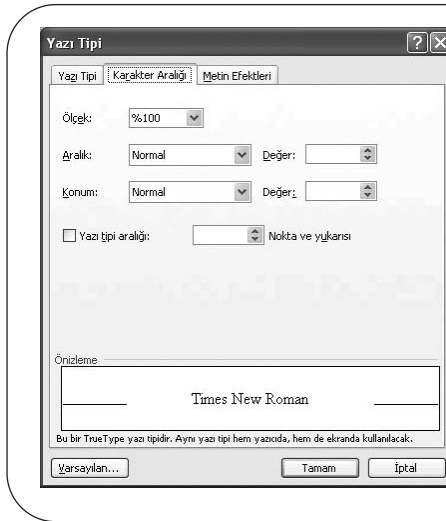 Yazı Tipi
Yazı Tipi Karakter Aralığı Metin Efektleri
Ölçek: %100
Aralık: Normal Değer:
Konum: Normal Değer:
Yazı tipi aralığı: Nokta ve yukarısı
Önizleme
Times New Roman
Bu bir TrueType yazı tipidir. Aynı yazı tipi hem yazıcıda, hem de ekranda kullanılacak.
Varsayılan... Tamam İptal